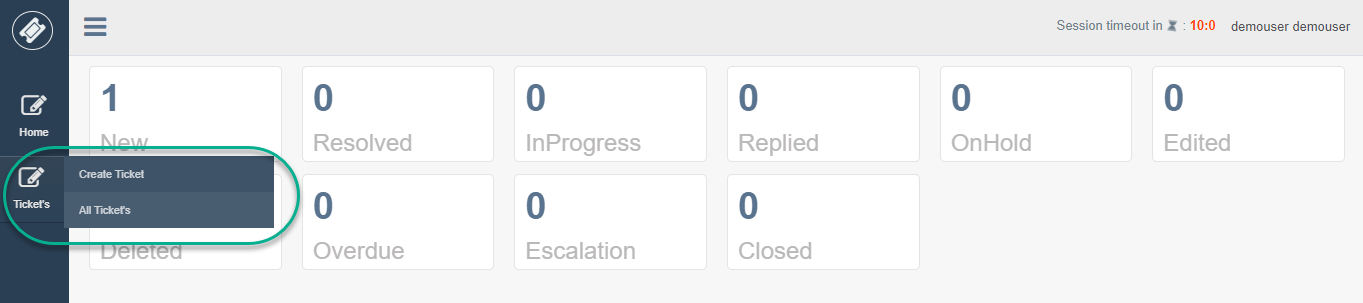 Session timeout in : 10:0 demouser demouser
Home
Ticket's
Create Ticket
All Ticket's
1
New
0
Resolved
0
InProgress
0
Replied
0
OnHold
0
Edited
Deleted
0
Overdue
0
Escalation
0
Closed